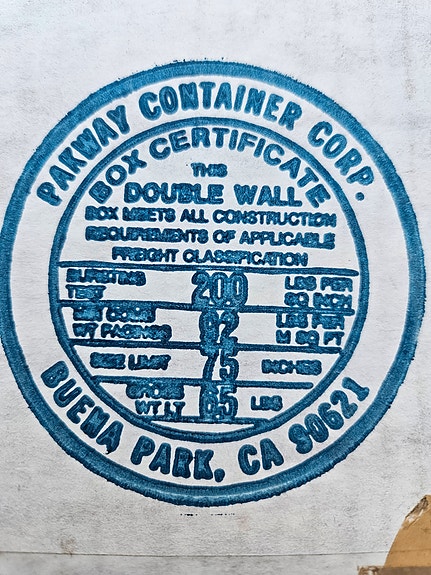 PAKWAY CONTAINER CORP.
BOX CERTIFICATE
THIS
DOUBLE WALL
BOX MEETS ALL CONSTRUCTION
REQUIREMENTS OF APPLICABLE
FREIGHT CLASSIFICATION
BURSTING TEST 200 LBS PER SQ INCH
MIN COMB WT FACINGS 92 LBS PER M SQ FT
SIZE LIMIT 75 INCHES
GROSS WT LT 65 LBS
BUENA PARK, CA 90621